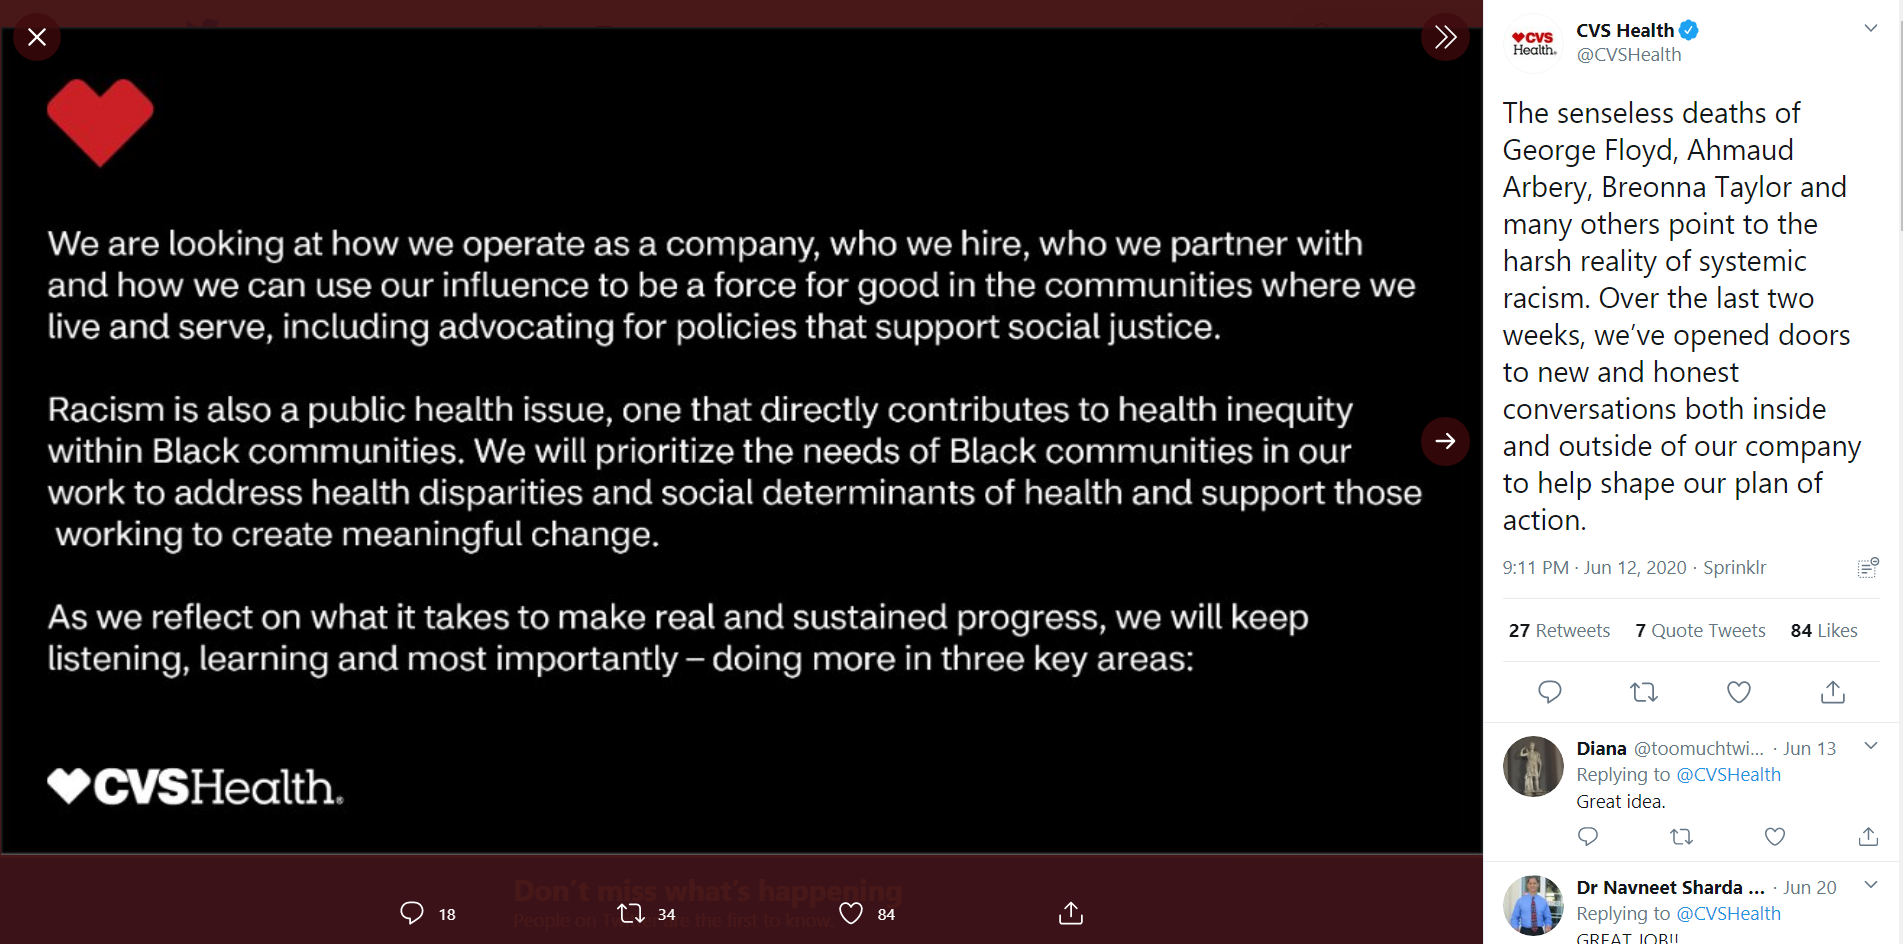 We are looking at how we operate as a company, who we hire, who we partner with
and how we can use our influence to be a force for good in the communities where we
live and serve, including advocating for policies that support social justice.
Racism is also a public health issue, one that directly contributes to health inequity
within Black communities. We will prioritize the needs of Black communities in our
work to address health disparities and social determinants of health and support those
working to create meaningful change.
As we reflect on what it takes to make real and sustained progress, we will keep
listening, learning and most importantly – doing more in three key areas:
CVSHealth.
Don't miss what's happening
People on Twitter are the first to know.
18
34
84
CVS
Health.
CVS Health
@CVSHealth
The senseless deaths of
George Floyd, Ahmaud
Arbery, Breonna Taylor and
many others point to the
harsh reality of systemic
racism. Over the last two
weeks, we’ve opened doors
to new and honest
conversations both inside
and outside of our company
to help shape our plan of
action.
9:11 PM · Jun 12, 2020 · Sprinklr
27 Retweets 7 Quote Tweets 84 Likes
Diana @toomuchtwi... · Jun 13
Replying to @CVSHealth
Great idea.
Dr Navneet Sharda ... · Jun 20
Replying to @CVSHealth
GREAT JOB!!